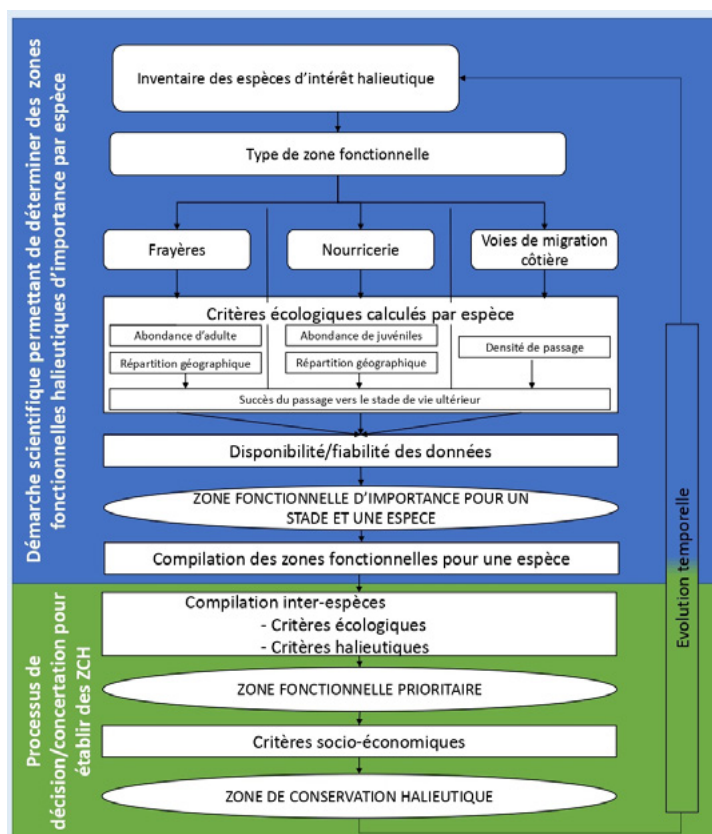 Démarche scientifique permettant de déterminer des zones
fonctionnelles halieutiques d'importance par espèce
Inventaire des espèces d'intérêt halieutique
Type de zone fonctionnelle
Frayères
Nourricerie
Voies de migration
côtière
Critères écologiques calculés par espèce
Abondance d'adulte
Répartition géographique
Abondance de juvéniles
Répartition géographique
Densité de passage
Succès du passage vers le stade de vie ultérieur
Disponibilité/fiabilité des données
ZONE FONCTIONNELLE D'IMPORTANCE POUR UN
STADE ET UNE ESPECE
Compilation des zones fonctionnelles pour une espèce
Processus de
décision/concertation pour
établir des ZCH
Compilation inter-espèces
- Critères écologiques
- Critères halieutiques
ZONE FONCTIONNELLE PRIORITAIRE
Critères socio-économiques
ZONE DE CONSERVATION HALIEUTIQUE
Evolution temporelle